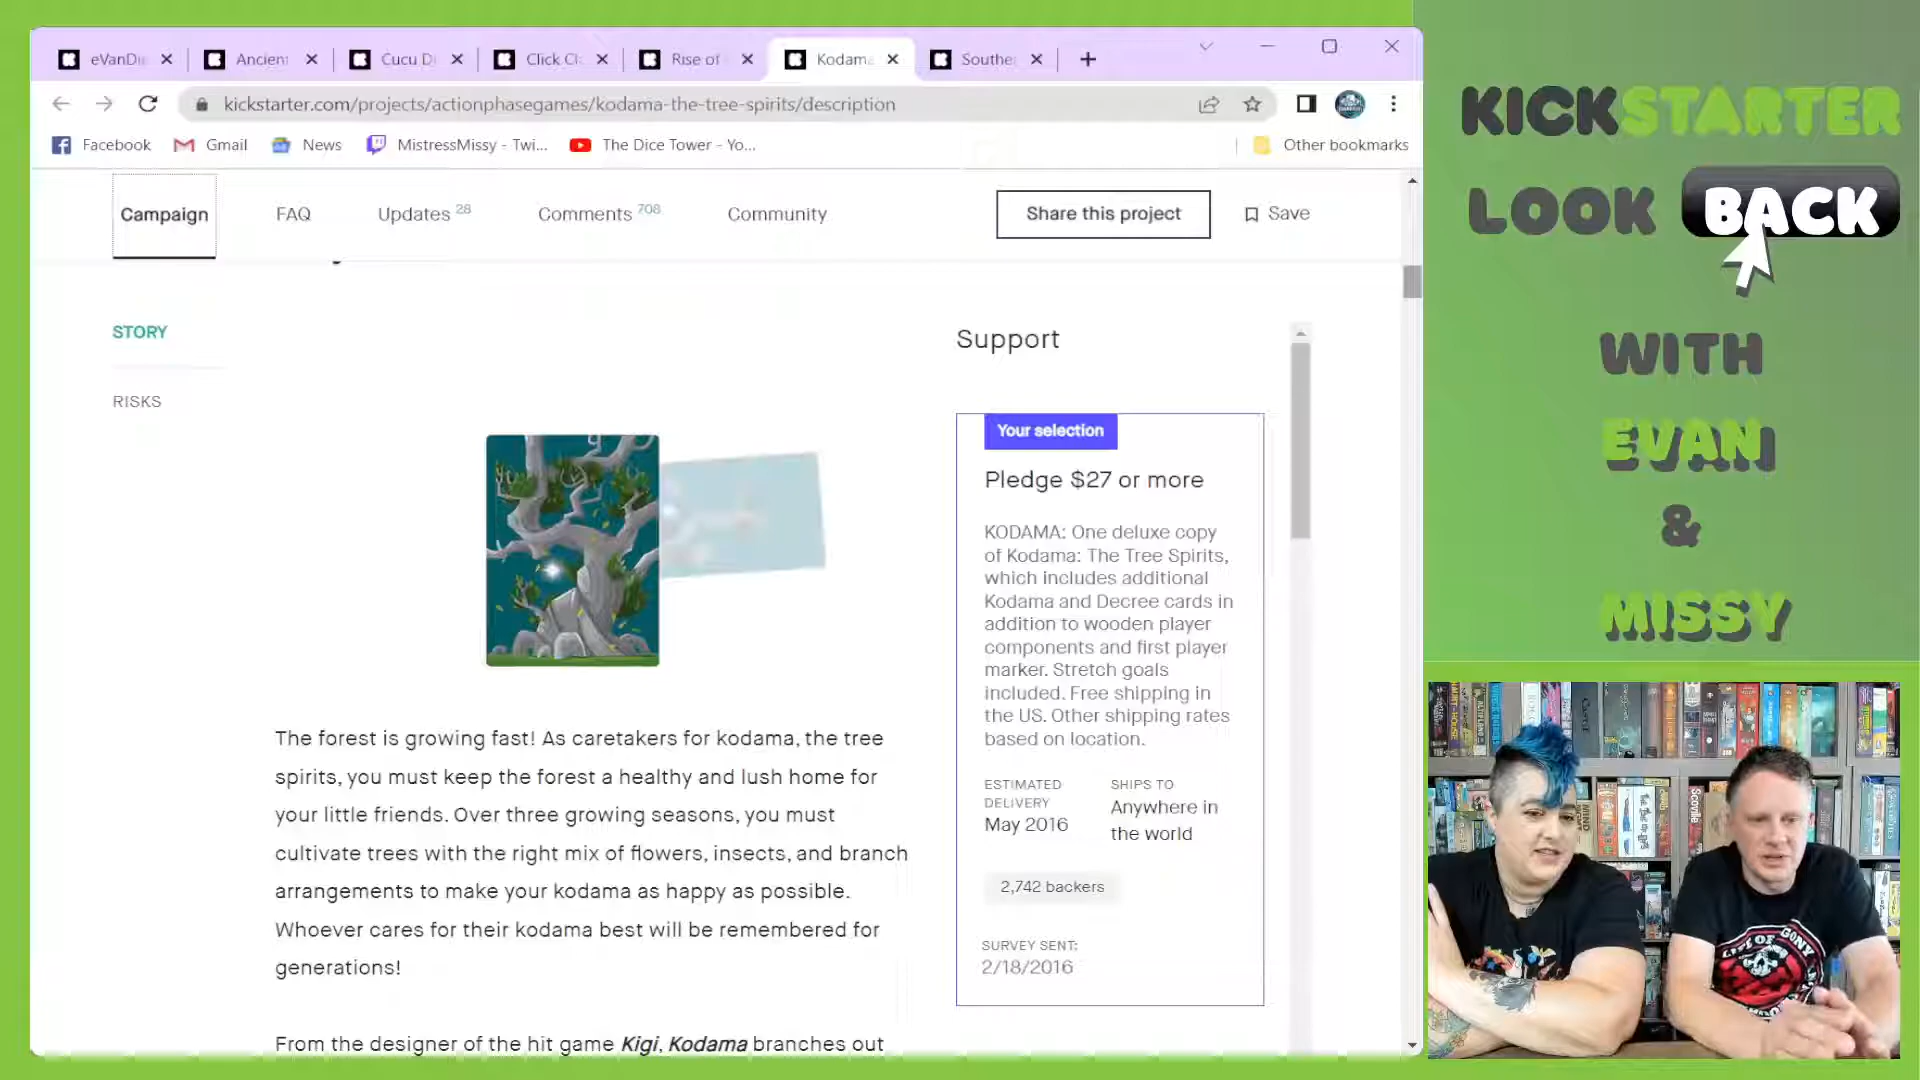 eVanDi
Ancient
Cucu D
Click Cl
Rise of
Kodama
Southe
kickstarter.com/projects/actionphasegames/kodama-the-tree-spirits/description
Facebook
Gmail
News
MistressMissy - Twi...
The Dice Tower - Yo...
Other bookmarks
Campaign
FAQ
Updates 28
Comments 708
Community
Share this project
Save
STORY
RISKS
The forest is growing fast! As caretakers for kodama, the tree
spirits, you must keep the forest a healthy and lush home for
your little friends. Over three growing seasons, you must
cultivate trees with the right mix of flowers, insects, and branch
arrangements to make your kodama as happy as possible.
Whoever cares for their kodama best will be remembered for
generations!
From the designer of the hit game Kigi, Kodama branches out
Support
Your selection
Pledge $27 or more
KODAMA: One deluxe copy
of Kodama: The Tree Spirits,
which includes additional
Kodama and Decree cards in
addition to wooden player
components and first player
marker. Stretch goals
included. Free shipping in
the US. Other shipping rates
based on location.
ESTIMATED
DELIVERY
May 2016
SHIPS TO
Anywhere in
the world
2,742 backers
SURVEY SENT:
2/18/2016
KICKSTARTER
LOOK BACK
WITH
EVAN
&
MISSY